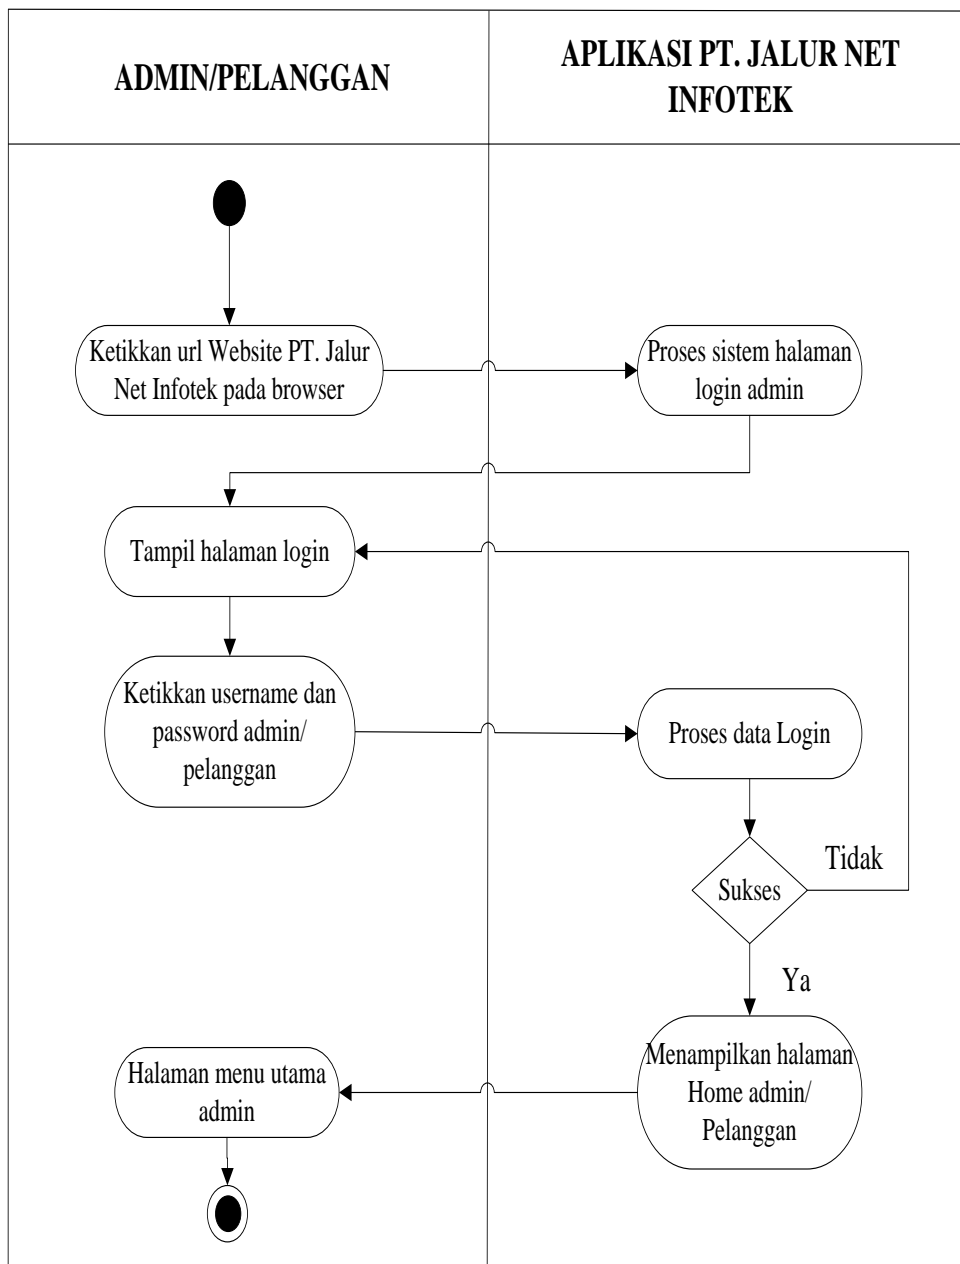 ADMIN/PELANGGAN
APLIKASI PT. JALUR NET
INFOTEK
Ketikkan url Website PT. Jalur
Net Infotek pada browser
Proses sistem halaman
login admin
Tampil halaman login
Ketikkan username dan
password admin/
pelanggan
Proses data Login
Sukses
Tidak
Ya
Menampilkan halaman
Home admin/
Pelanggan
Halaman menu utama
admin